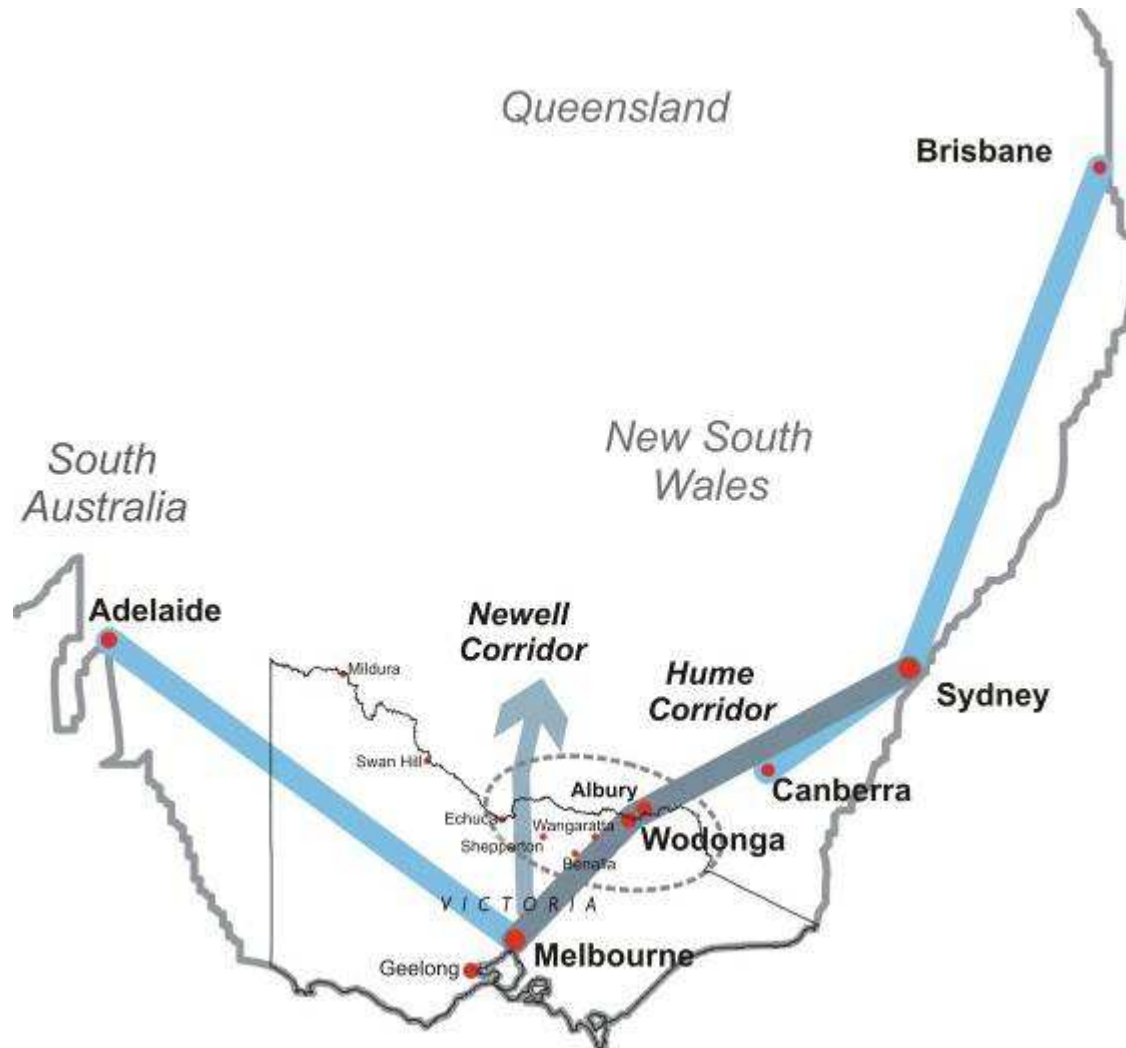 Queensland
Brisbane
New South
Wales
South
Australia
Adelaide
Newell
Corridor
Mildura
Hume
Corridor
Sydney
Swan Hill
Albury
Canberra
Echuca
Wangaratta
Wodonga
Shepperton
Benalla
VICTORIA
Melbourne
Geelong